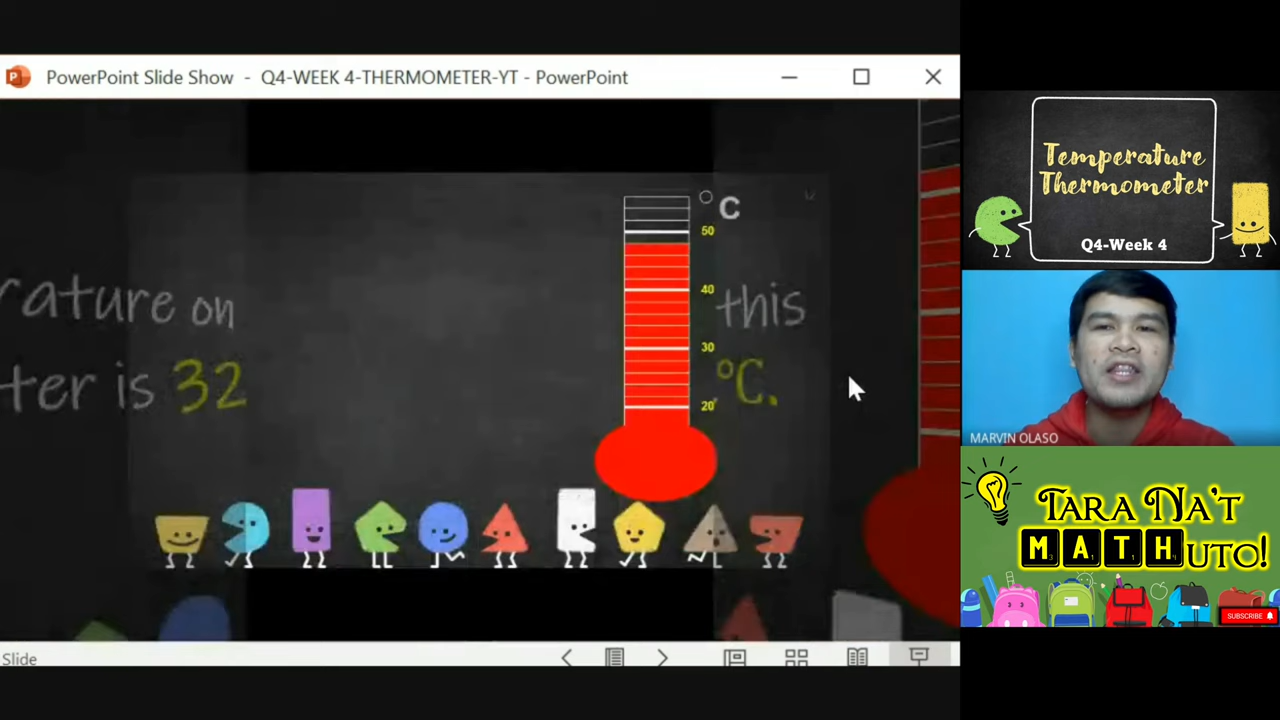 PowerPoint Slide Show - Q4-WEEK 4-THERMOMETER-YT - PowerPoint
C
50
40
30
20
rature on
this
ter is 32
°C.
Slide
Temperature
Thermometer
Q4-Week 4
MARVIN OLASO
TARA NA'T
MATHUTO!
SUBSCRIBE